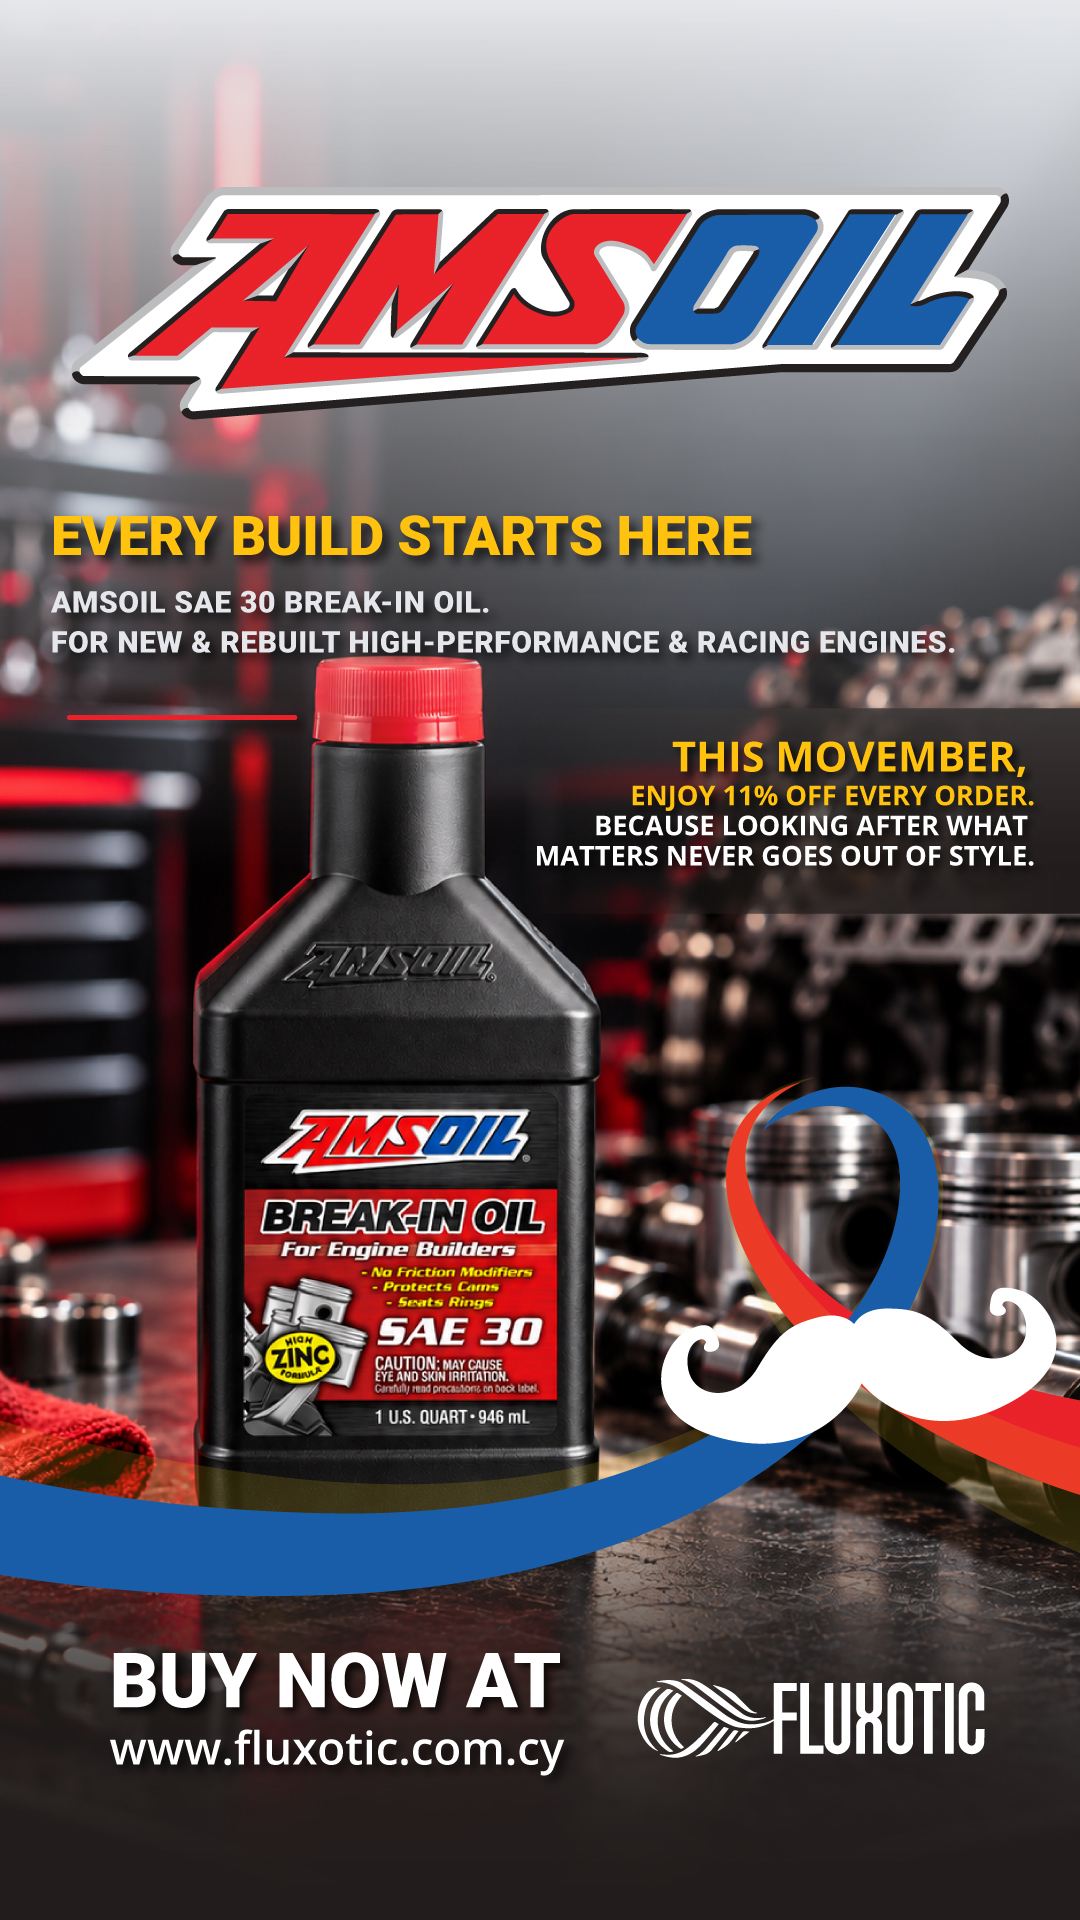 AMSOIL
EVERY BUILD STARTS HERE
AMSOIL SAE 30 BREAK-IN OIL.
FOR NEW & REBUILT HIGH-PERFORMANCE & RACING ENGINES.
THIS MOVEMBER,
ENJOY 11% OFF EVERY ORDER.
BECAUSE LOOKING AFTER WHAT
MATTERS NEVER GOES OUT OF STYLE.
AMSOIL
AMSOIL
BREAK-IN OIL
For Engine Builders
- No Friction Modifiers
- Protects Cams
- Seats Rings
SAE 30
HIGH
ZINC
FORMULA
CAUTION: MAY CAUSE
EYE AND SKIN IRRITATION.
Carefully read precautions on back label.
1 U.S. QUART • 946 mL
BUY NOW AT
www.fluxotic.com.cy
FLUXOTIC